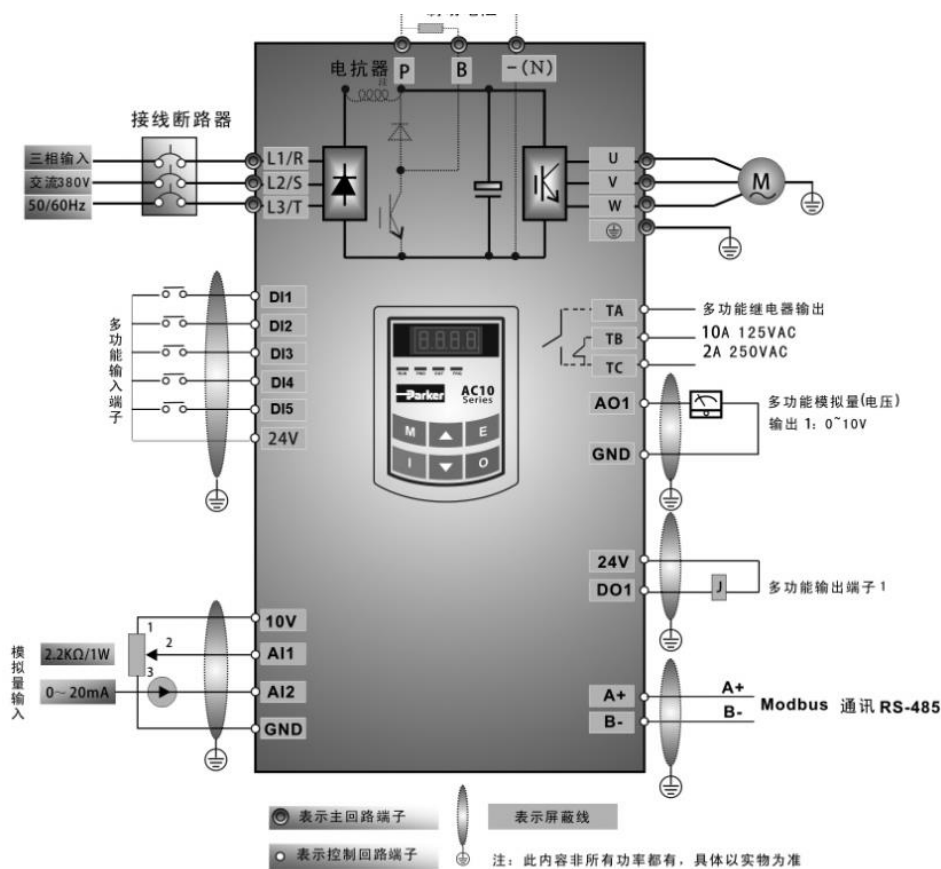 P
B
-(N)
电抗器
接线断路器
三相输入
交流380V
50/60Hz
L1/R
L2/S
L3/T
U
V
W
M
多功能输入端子
DI1
DI2
DI3
DI4
DI5
24V
TA
TB
TC
多功能继电器输出
10A 125VAC
2A 250VAC
8888
RUN FWD DGT FRQ
Parker
AC10
Series
M
E
I
O
AO1
GND
多功能模拟量(电压)
输出 1: 0~10V
24V
DO1
J
多功能输出端子 1
模拟量输入
2.2KΩ/1W
0～20mA
1
2
3
10V
AI1
AI2
GND
A+
B-
A+
B-
Modbus 通讯 RS-485
表示主回路端子
表示屏蔽线
表示控制回路端子
注：此内容非所有功率都有，具体以实物为准